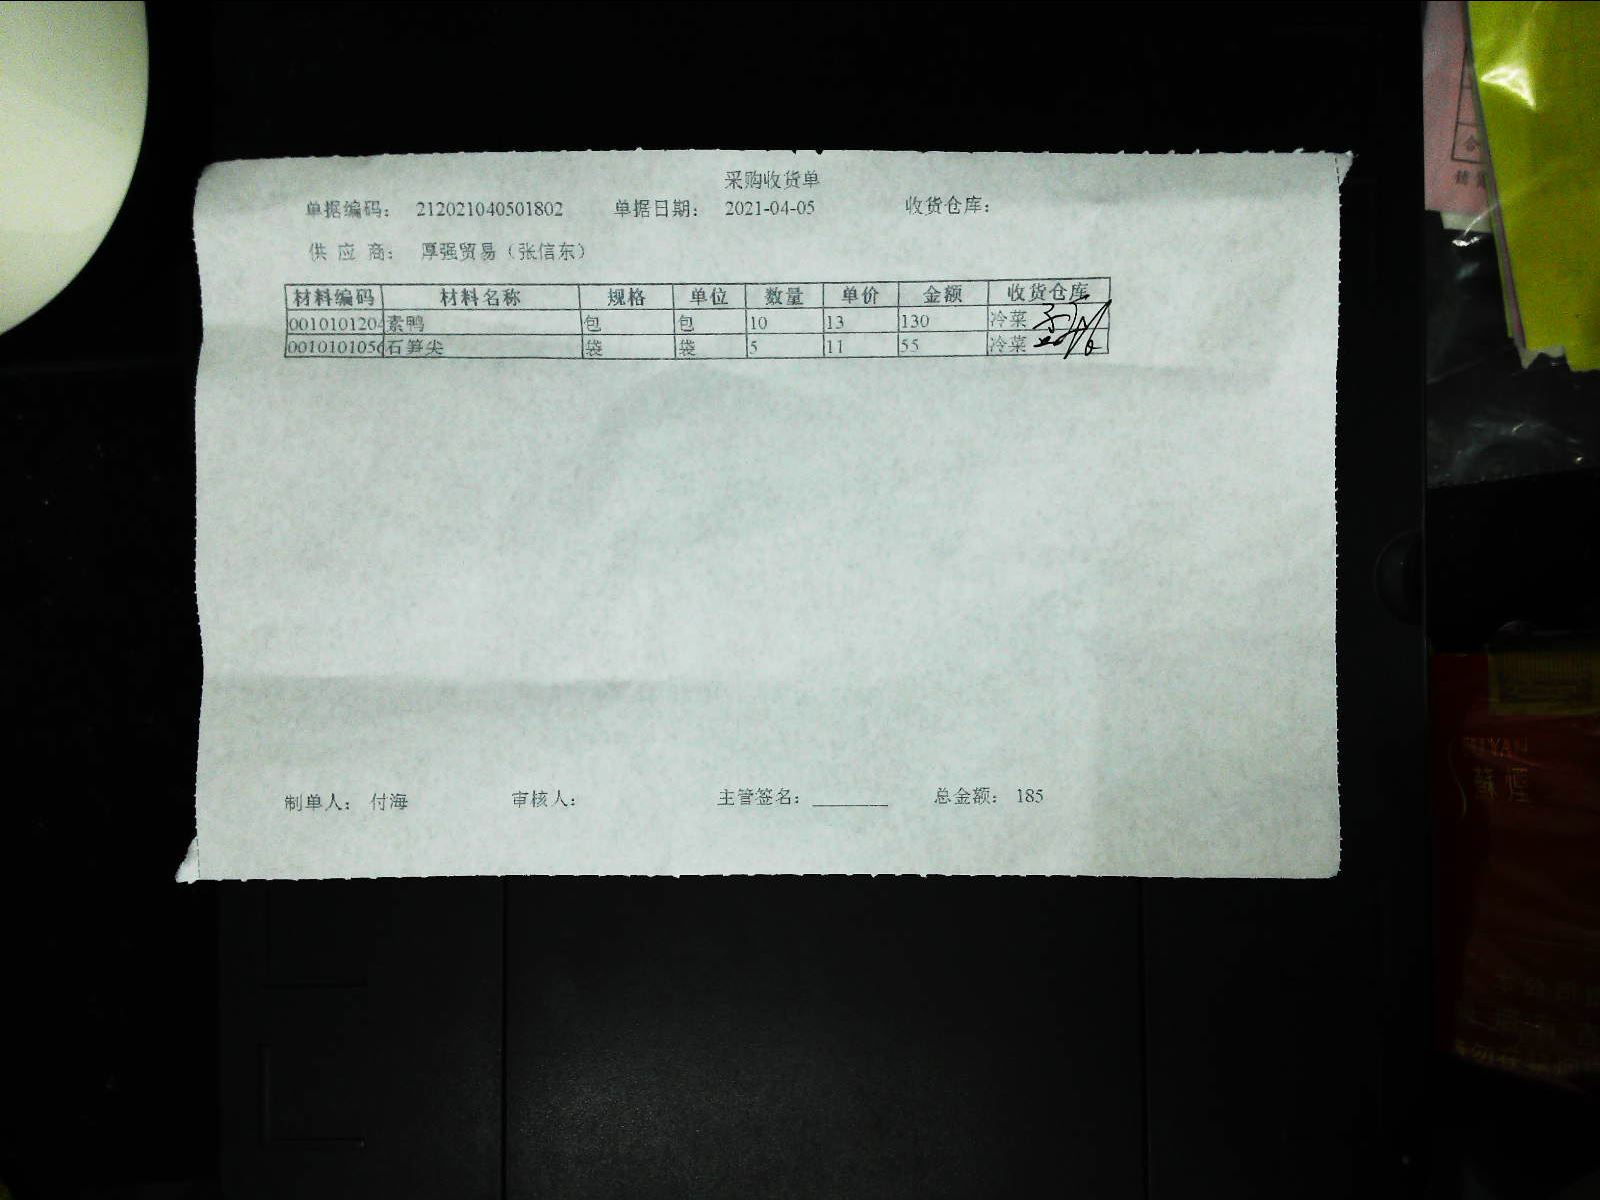 采购收货单
单据编码： 212021040501802 单据日期： 2021-04-05 收货仓库：
供 应 商： 厚强贸易（张信东）
材料编码 材料名称 规格 单位 数量 单价 金额 收货仓库
0010101204 素鸭 包 包 10 13 130 冷菜
0010101056 石笋尖 袋 袋 5 11 55 冷菜
制单人： 付海 审核人： 主管签名： 总金额： 185
合